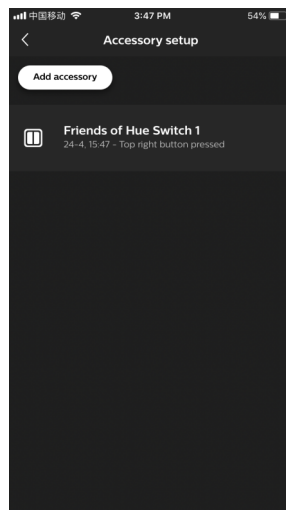 中国移动 3:47 PM 54%
Accessory setup
Add accessory
Friends of Hue Switch 1
24-4, 15:47 - Top right button pressed